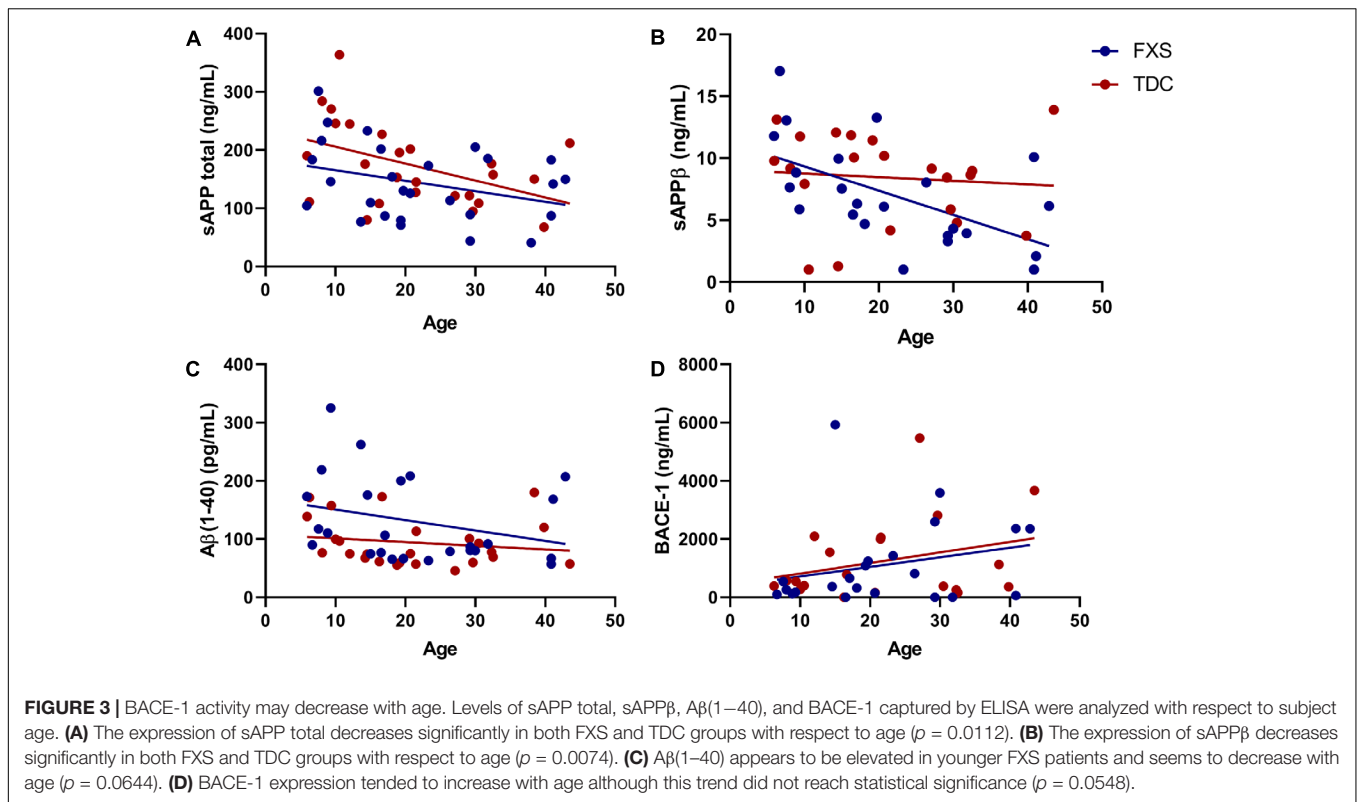 A
400
300
200
100
0
sAPP total (ng/mL)
0 10 20 30 40 50
Age
B
20
15
10
5
0
sAPPβ (ng/mL)
0 10 20 30 40 50
Age
FXS
TDC
C
400
300
200
100
0
Aβ(1-40) (pg/mL)
0 10 20 30 40 50
Age
D
8000
6000
4000
2000
0
BACE-1 (ng/mL)
0 10 20 30 40 50
Age
FIGURE 3 | BACE-1 activity may decrease with age. Levels of sAPP total, sAPPβ, Aβ(1−40), and BACE-1 captured by ELISA were analyzed with respect to subject
age. (A) The expression of sAPP total decreases significantly in both FXS and TDC groups with respect to age (p = 0.0112). (B) The expression of sAPPβ decreases
significantly in both FXS and TDC groups with respect to age (p = 0.0074). (C) Aβ(1–40) appears to be elevated in younger FXS patients and seems to decrease with
age (p = 0.0644). (D) BACE-1 expression tended to increase with age although this trend did not reach statistical significance (p = 0.0548).